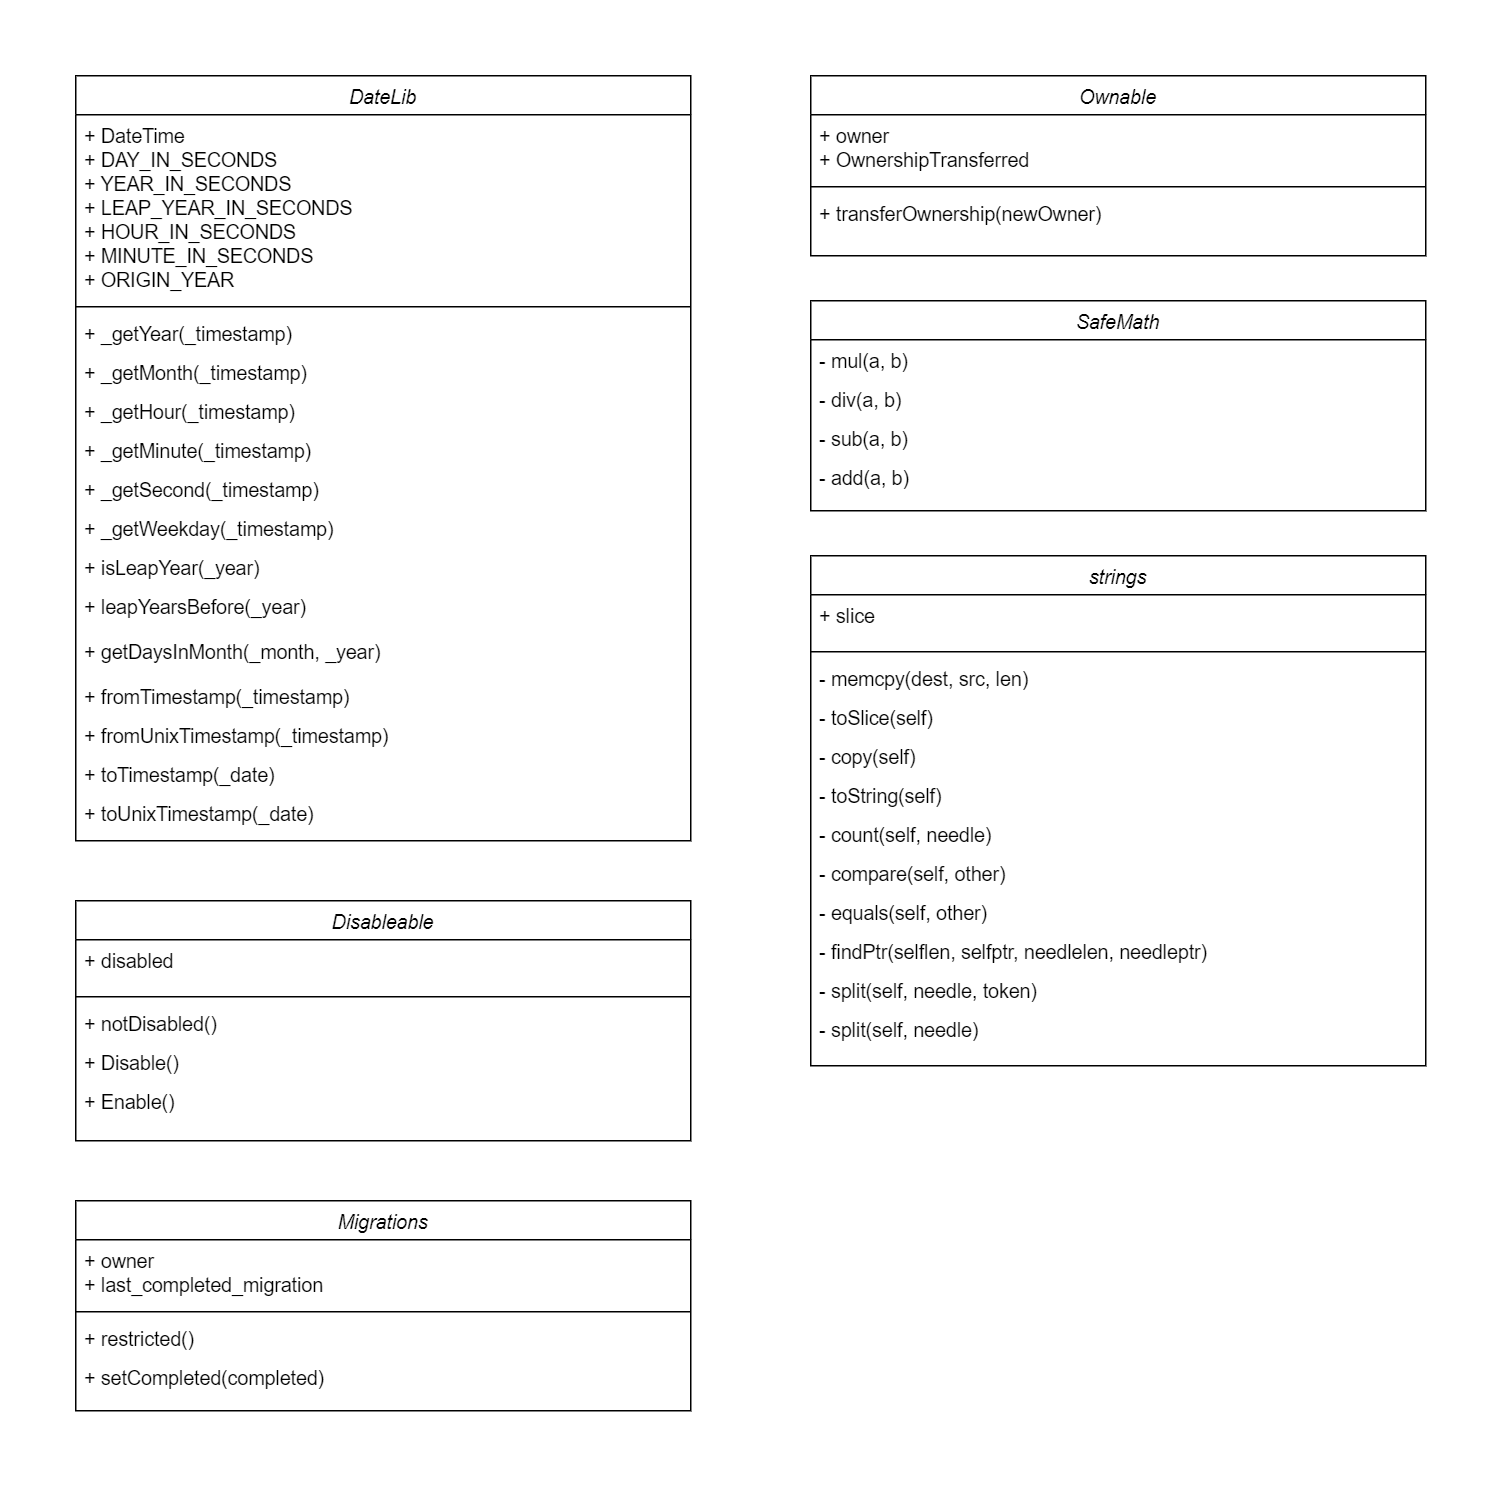 DateLib
+ DateTime
+ DAY_IN_SECONDS
+ YEAR_IN_SECONDS
+ LEAP_YEAR_IN_SECONDS
+ HOUR_IN_SECONDS
+ MINUTE_IN_SECONDS
+ ORIGIN_YEAR
+ _getYear(_timestamp)
+ _getMonth(_timestamp)
+ _getHour(_timestamp)
+ _getMinute(_timestamp)
+ _getSecond(_timestamp)
+ _getWeekday(_timestamp)
+ isLeapYear(_year)
+ leapYearsBefore(_year)
+ getDaysInMonth(_month, _year)
+ fromTimestamp(_timestamp)
+ fromUnixTimestamp(_timestamp)
+ toTimestamp(_date)
+ toUnixTimestamp(_date)
Disableable
+ disabled
+ notDisabled()
+ Disable()
+ Enable()
Migrations
+ owner
+ last_completed_migration
+ restricted()
+ setCompleted(completed)
Ownable
+ owner
+ OwnershipTransferred
+ transferOwnership(newOwner)
SafeMath
- mul(a, b)
- div(a, b)
- sub(a, b)
- add(a, b)
strings
+ slice
- memcpy(dest, src, len)
- toSlice(self)
- copy(self)
- toString(self)
- count(self, needle)
- compare(self, other)
- equals(self, other)
- findPtr(selflen, selfptr, needlelen, needleptr)
- split(self, needle, token)
- split(self, needle)